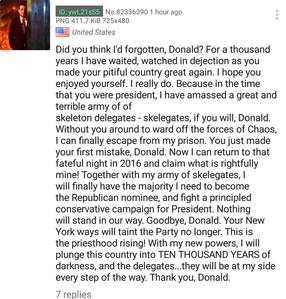 ID: ywL21sS5 No.82336390 1 hour ago
PNG 411.7 KiB 725x480
United States
Did you think I'd forgotten, Donald? For a thousand
years I have waited, watched in dejection as you
made your pitiful country great again. I hope you
enjoyed yourself. I really do. Because in the time
that you were president, I have amassed a great and
terrible army of of
skeleton delegates - skelegates, if you will, Donald.
Without you around to ward off the forces of Chaos,
I can finally escape from my prison. You just made
your first mistake, Donald. Now I can return to that
fateful night in 2016 and claim what is rightfully
mine! Together with my army of skelegates, I
will finally have the majority I need to become
the Republican nominee, and fight a principled
conservative campaign for President. Nothing
will stand in our way. Goodbye, Donald. Your New
York ways will taint the Party no longer. This is
the priesthood rising! With my new powers, I will
plunge this country into TEN THOUSAND YEARS of
darkness, and the delegates...they will be at my side
every step of the way. Thank you, Donald.
7 replies